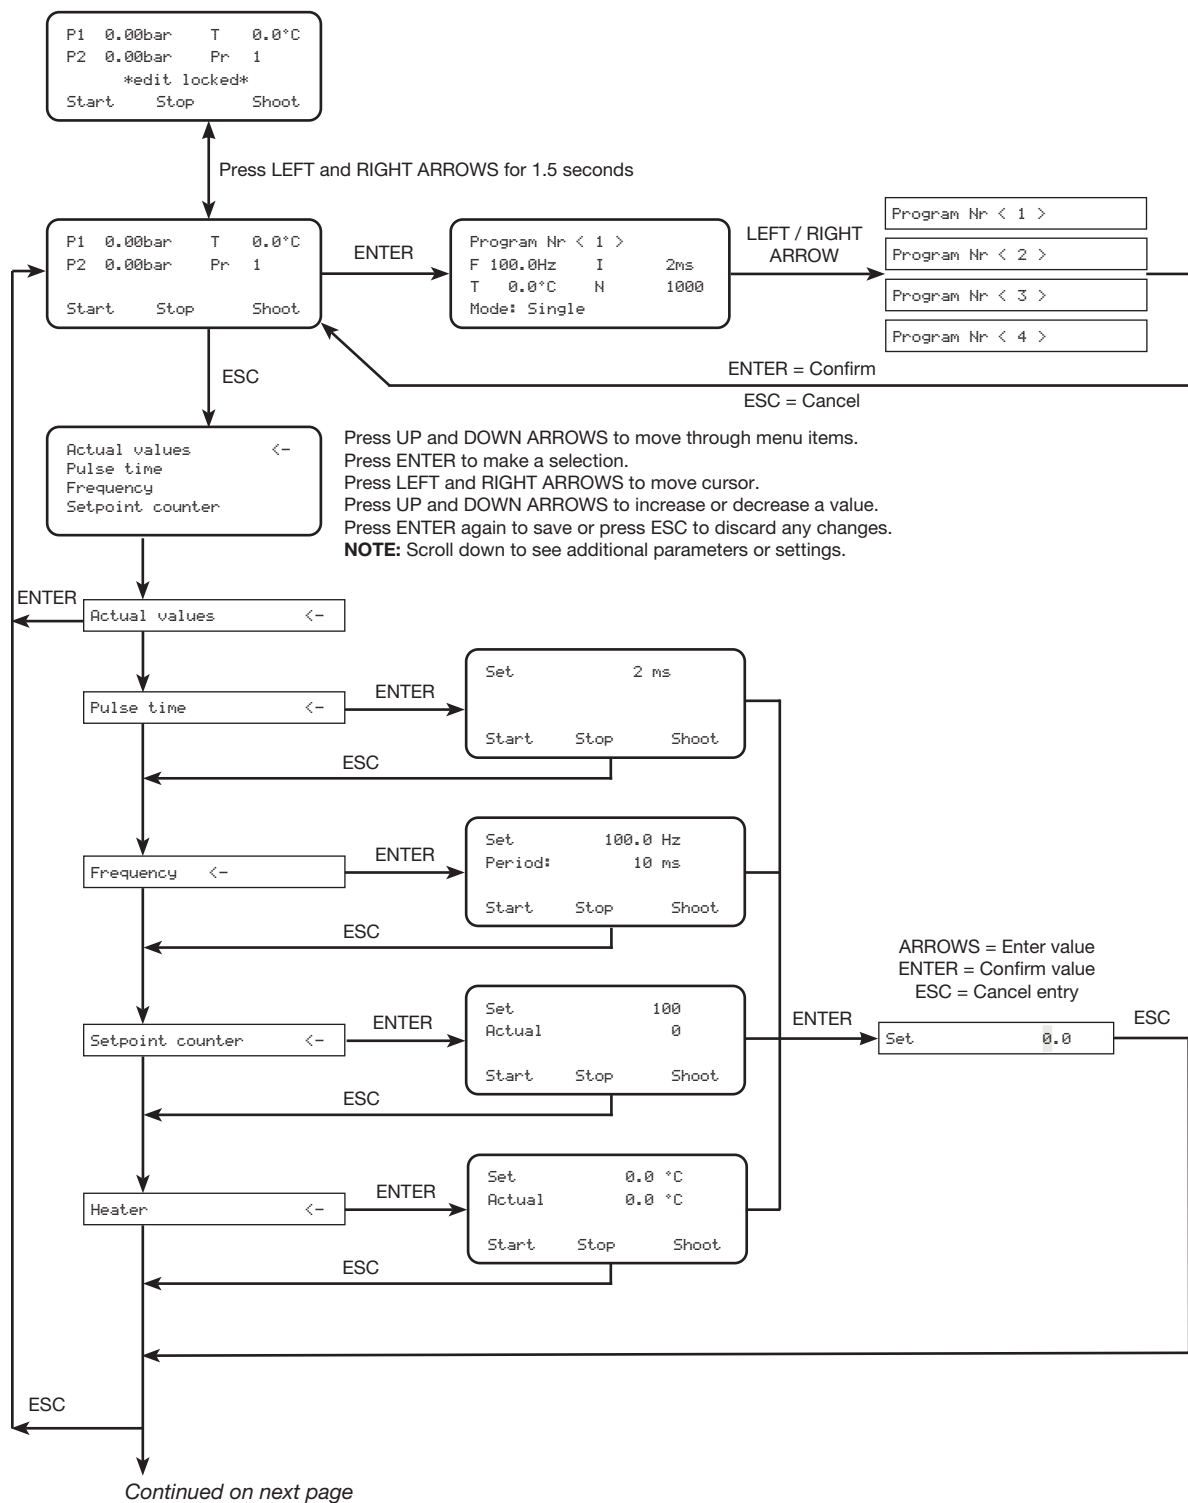 P1 0.00bar T 0.0°C
P2 0.00bar Pr 1
*edit locked*
Start Stop Shoot
Press LEFT and RIGHT ARROWS for 1.5 seconds
P1 0.00bar T 0.0°C
P2 0.00bar Pr 1
Start Stop Shoot
ENTER
Program Nr < 1 >
F 100.0Hz I 2ms
T 0.0°C N 1000
Mode: Single
LEFT / RIGHT
ARROW
Program Nr < 1 >
Program Nr < 2 >
Program Nr < 3 >
Program Nr < 4 >
ENTER = Confirm
ESC = Cancel
ESC
Actual values <-
Pulse time
Frequency
Setpoint counter
Press UP and DOWN ARROWS to move through menu items.
Press ENTER to make a selection.
Press LEFT and RIGHT ARROWS to move cursor.
Press UP and DOWN ARROWS to increase or decrease a value.
Press ENTER again to save or press ESC to discard any changes.
NOTE: Scroll down to see additional parameters or settings.
ENTER
Actual values <-
Pulse time <-
ENTER
Set 2 ms
Start Stop Shoot
ESC
Frequency <-
ENTER
Set 100.0 Hz
Period: 10 ms
Start Stop Shoot
ESC
Setpoint counter <-
ENTER
Set 100
Actual 0
Start Stop Shoot
ESC
ENTER
ARROWS = Enter value
ENTER = Confirm value
ESC = Cancel entry
Set 0.0
ESC
Heater <-
ENTER
Set 0.0 °C
Actual 0.0 °C
Start Stop Shoot
ESC
ESC
Continued on next page